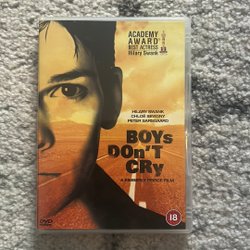 ACADEMY
AWARD
BEST ACTRESS
Hilary Swank
HILARY SWANK
CHLOË SEVIGNY
PETER SARSGAARD
BOYS
DON'T
CRY
A KIMBERLY PEIRCE FILM
DVD
18